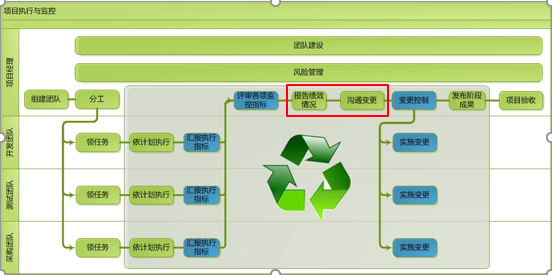 项目执行与监控
团队建设
风险管理
项目经理
组建团队
分工
评审各项监
控指标
报告绩效
情况
沟通变更
变更控制
发布阶段
成果
项目验收
开发团队
领任务
依计划执行
汇报执行
指标
实施变更
测试团队
领任务
依计划执行
汇报执行
指标
实施变更
采购团队
领任务
依计划执行
汇报执行
指标
实施变更